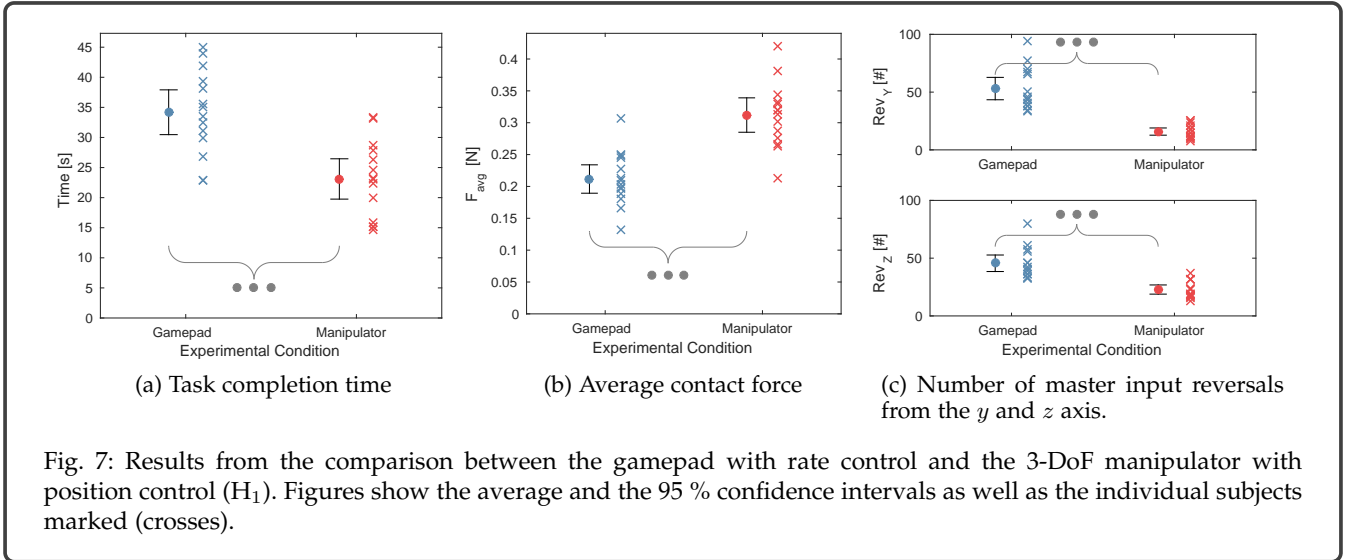 45
40
35
30
25
20
15
10
5
0
Time [s]
Gamepad
Manipulator
Experimental Condition
(a) Task completion time
0.4
0.35
0.3
0.25
0.2
0.15
0.1
0.05
0
F_avg [N]
Gamepad
Manipulator
Experimental Condition
(b) Average contact force
100
50
0
Rev_Y [#]
Gamepad
Manipulator
100
50
0
Rev_Z [#]
Gamepad
Manipulator
Experimental Condition
(c) Number of master input reversals
from the y and z axis.
Fig. 7: Results from the comparison between the gamepad with rate control and the 3-DoF manipulator with
position control (H₁). Figures show the average and the 95 % confidence intervals as well as the individual subjects
marked (crosses).